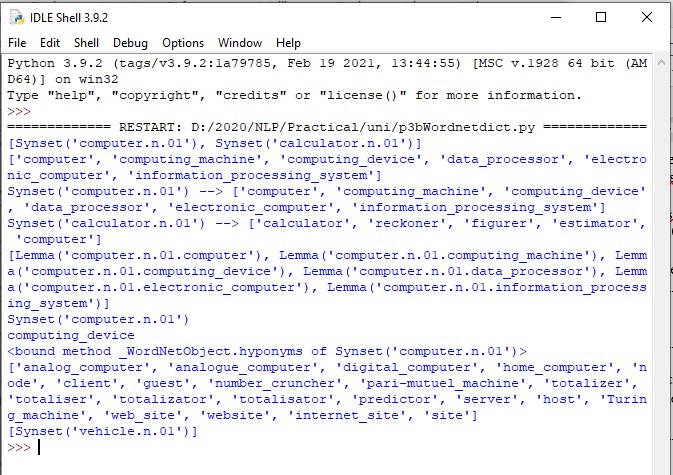 IDLE Shell 3.9.2
File Edit Shell Debug Options Window Help
Python 3.9.2 (tags/v3.9.2:1a79785, Feb 19 2021, 13:44:55) [MSC v.1928 64 bit (AM
D64)] on win32
Type "help", "copyright", "credits" or "license()" for more information.
>>>
============= RESTART: D:/2020/NLP/Practical/uni/p3bWordnetdict.py =============
[Synset('computer.n.01'), Synset('calculator.n.01')]
['computer', 'computing_machine', 'computing_device', 'data_processor', 'electro
nic_computer', 'information_processing_system']
Synset('computer.n.01') --> ['computer', 'computing_machine', 'computing_device'
, 'data_processor', 'electronic_computer', 'information_processing_system']
Synset('calculator.n.01') --> ['calculator', 'reckoner', 'figurer', 'estimator',
'computer']
[Lemma('computer.n.01.computer'), Lemma('computer.n.01.computing_machine'), Lemm
a('computer.n.01.computing_device'), Lemma('computer.n.01.data_processor'), Lemm
a('computer.n.01.electronic_computer'), Lemma('computer.n.01.information_process
ing_system')]
Synset('computer.n.01')
computing_device
<bound method _WordNetObject.hyponyms of Synset('computer.n.01')>
['analog_computer', 'analogue_computer', 'digital_computer', 'home_computer', 'n
ode', 'client', 'guest', 'number_cruncher', 'pari-mutuel_machine', 'totalizer',
'totaliser', 'totalizator', 'totalisator', 'predictor', 'server', 'host', 'Turin
g_machine', 'web_site', 'website', 'internet_site', 'site']
[Synset('vehicle.n.01')]
>>>